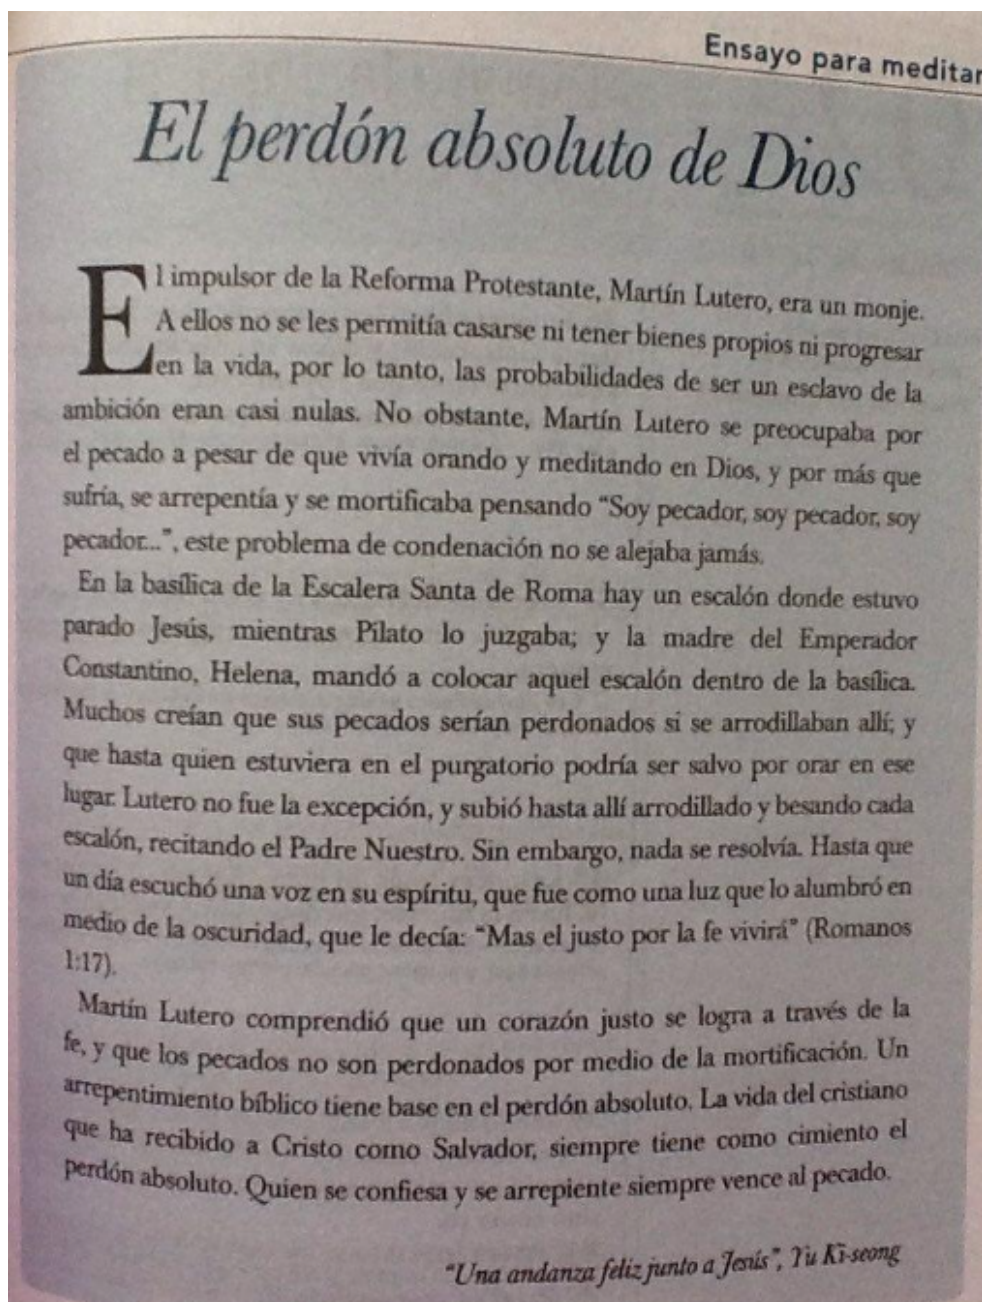 Ensayo para meditar
El perdón absoluto de Dios
El impulsor de la Reforma Protestante, Martín Lutero, era un monje.
A ellos no se les permitía casarse ni tener bienes propios ni progresar
en la vida, por lo tanto, las probabilidades de ser un esclavo de la
ambición eran casi nulas. No obstante, Martín Lutero se preocupaba por
el pecado a pesar de que vivía orando y meditando en Dios, y por más que
sufría, se arrepentía y se mortificaba pensando “Soy pecador, soy pecador, soy
pecador...”, este problema de condenación no se alejaba jamás.
En la basílica de la Escalera Santa de Roma hay un escalón donde estuvo
parado Jesús, mientras Pilato lo juzgaba; y la madre del Emperador
Constantino, Helena, mandó a colocar aquel escalón dentro de la basílica.
Muchos creían que sus pecados serían perdonados si se arrodillaban allí; y
que hasta quien estuviera en el purgatorio podría ser salvo por orar en ese
lugar. Lutero no fue la excepción, y subió hasta allí arrodillado y besando cada
escalón, recitando el Padre Nuestro. Sin embargo, nada se resolvía. Hasta que
un día escuchó una voz en su espíritu, que fue como una luz que lo alumbró en
medio de la oscuridad, que le decía: “Mas el justo por la fe vivirá” (Romanos
1:17).
Martín Lutero comprendió que un corazón justo se logra a través de la
fe, y que los pecados no son perdonados por medio de la mortificación. Un
arrepentimiento bíblico tiene base en el perdón absoluto. La vida del cristiano
que ha recibido a Cristo como Salvador, siempre tiene como cimiento el
perdón absoluto. Quien se confiesa y se arrepiente siempre vence al pecado.
“Una andanza feliz junto a Jesús”, Yu Ki-seong